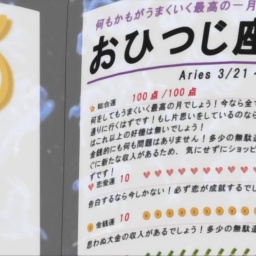 何もかもがうまくいく最高の一月
おひつじ座
Aries 3/21 ~
総合運 100点/100点
何をしてもうまくいく最高の月でしょう！今なら全て
通りに行くはずです！もし片思いをしているのなら
はこれ以上の好機は無いでしょう！
金銭的にも何も問題はありません！多少の無駄遣
ぐに新たな収入があるため、気にせずにショッピ
です！
恋愛運 10
告白するなら今しかない！必ず恋が成就するでし
金銭運 10
思わぬ大金の収入があるでしょう！多少の無駄遣